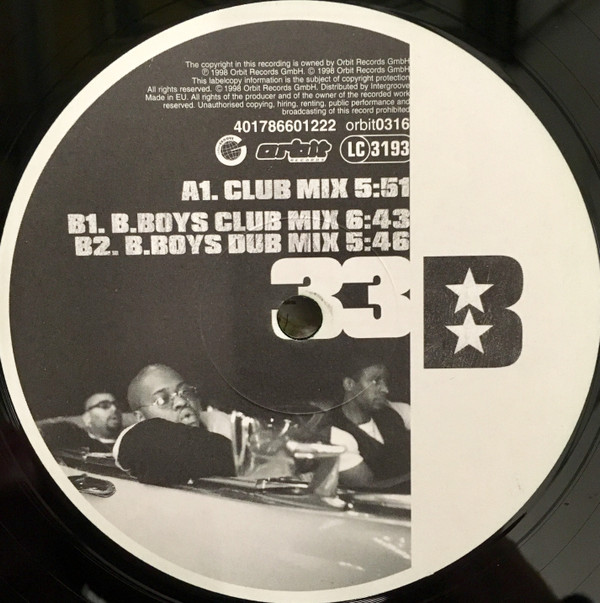 The copyright in this recording is owned by Orbit Records GmbH.
℗ 1998 Orbit Records GmbH. © 1998 Orbit Records GmbH
This labelcopy information is the subject of copyright protection
All rights reserved. © 1998 Orbit Records GmbH. Distributed by Intergroove
Made in EU. All rights of the producer and of the owner of the recorded work
reserved. Unauthorised copying, hiring, renting, public performance and
broadcasting of this record prohibited
401786601222 orbit0316
orbit RECORDS LC 3193
A1. CLUB MIX 5:51
B1. B.BOYS CLUB MIX 6:43
B2. B.BOYS DUB MIX 5:46
33 B